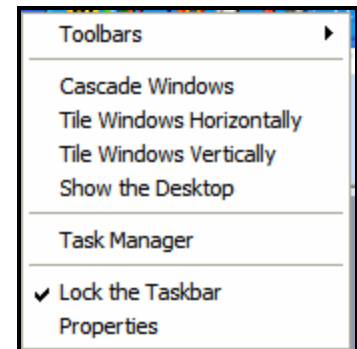 Toolbars
Cascade Windows
Tile Windows Horizontally
Tile Windows Vertically
Show the Desktop
Task Manager
Lock the Taskbar
Properties